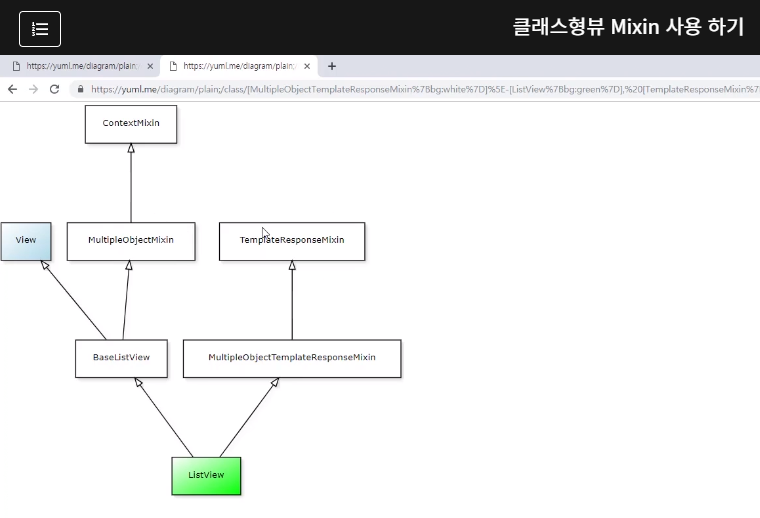 클래스형뷰 Mixin 사용 하기
https://yuml.me/diagram/plain;
https://yuml.me/diagram/plain;
https://yuml.me/diagram/plain;/class/[MultipleObjectTemplateResponseMixin%7Bbg:white%7D]%5E-[ListView%7Bbg:green%7D],%20[TemplateResponseMixin%7
ContextMixin
View
MultipleObjectMixin
TemplateResponseMixin
BaseListView
MultipleObjectTemplateResponseMixin
ListView